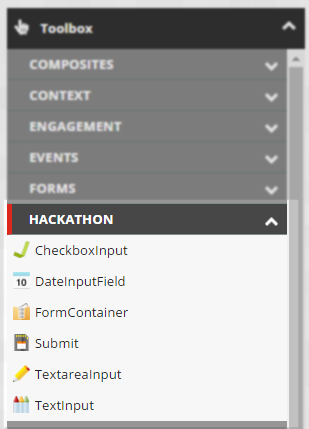 Toolbox
COMPOSITES
CONTEXT
ENGAGEMENT
EVENTS
FORMS
HACKATHON
CheckboxInput
10 DateInputField
FormContainer
Submit
TextareaInput
TextInput